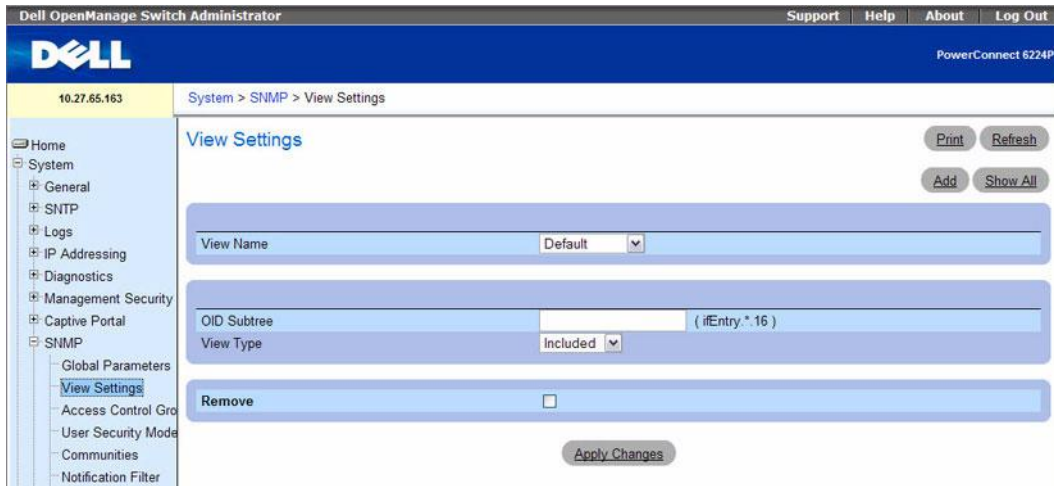 Dell OpenManage Switch Administrator
Support Help About Log Out
DELL
PowerConnect 6224P
10.27.65.163
System > SNMP > View Settings
Home
System
General
SNTP
Logs
IP Addressing
Diagnostics
Management Security
Captive Portal
SNMP
Global Parameters
View Settings
Access Control Gro
User Security Mode
Communities
Notification Filter
View Settings
Print Refresh
Add Show All
View Name Default
OID Subtree ( ifEntry.*.16 )
View Type Included
Remove
Apply Changes